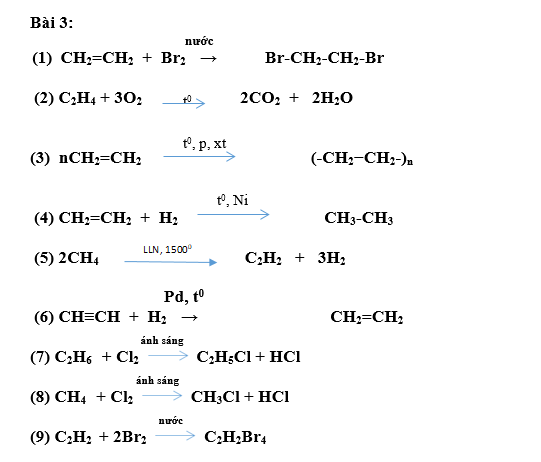 Bài 3:
nước
(1) CH₂=CH₂ + Br₂ → Br-CH₂-CH₂-Br
(2) C₂H₄ + 3O₂ t⁰ → 2CO₂ + 2H₂O
t⁰, p, xt
(3) nCH₂=CH₂ → (-CH₂–CH₂-)ₙ
t⁰, Ni
(4) CH₂=CH₂ + H₂ → CH₃-CH₃
LLN, 1500⁰
(5) 2CH₄ → C₂H₂ + 3H₂
Pd, t⁰
(6) CH≡CH + H₂ → CH₂=CH₂
ánh sáng
(7) C₂H₆ + Cl₂ → C₂H₅Cl + HCl
ánh sáng
(8) CH₄ + Cl₂ → CH₃Cl + HCl
nước
(9) C₂H₂ + 2Br₂ → C₂H₂Br₄